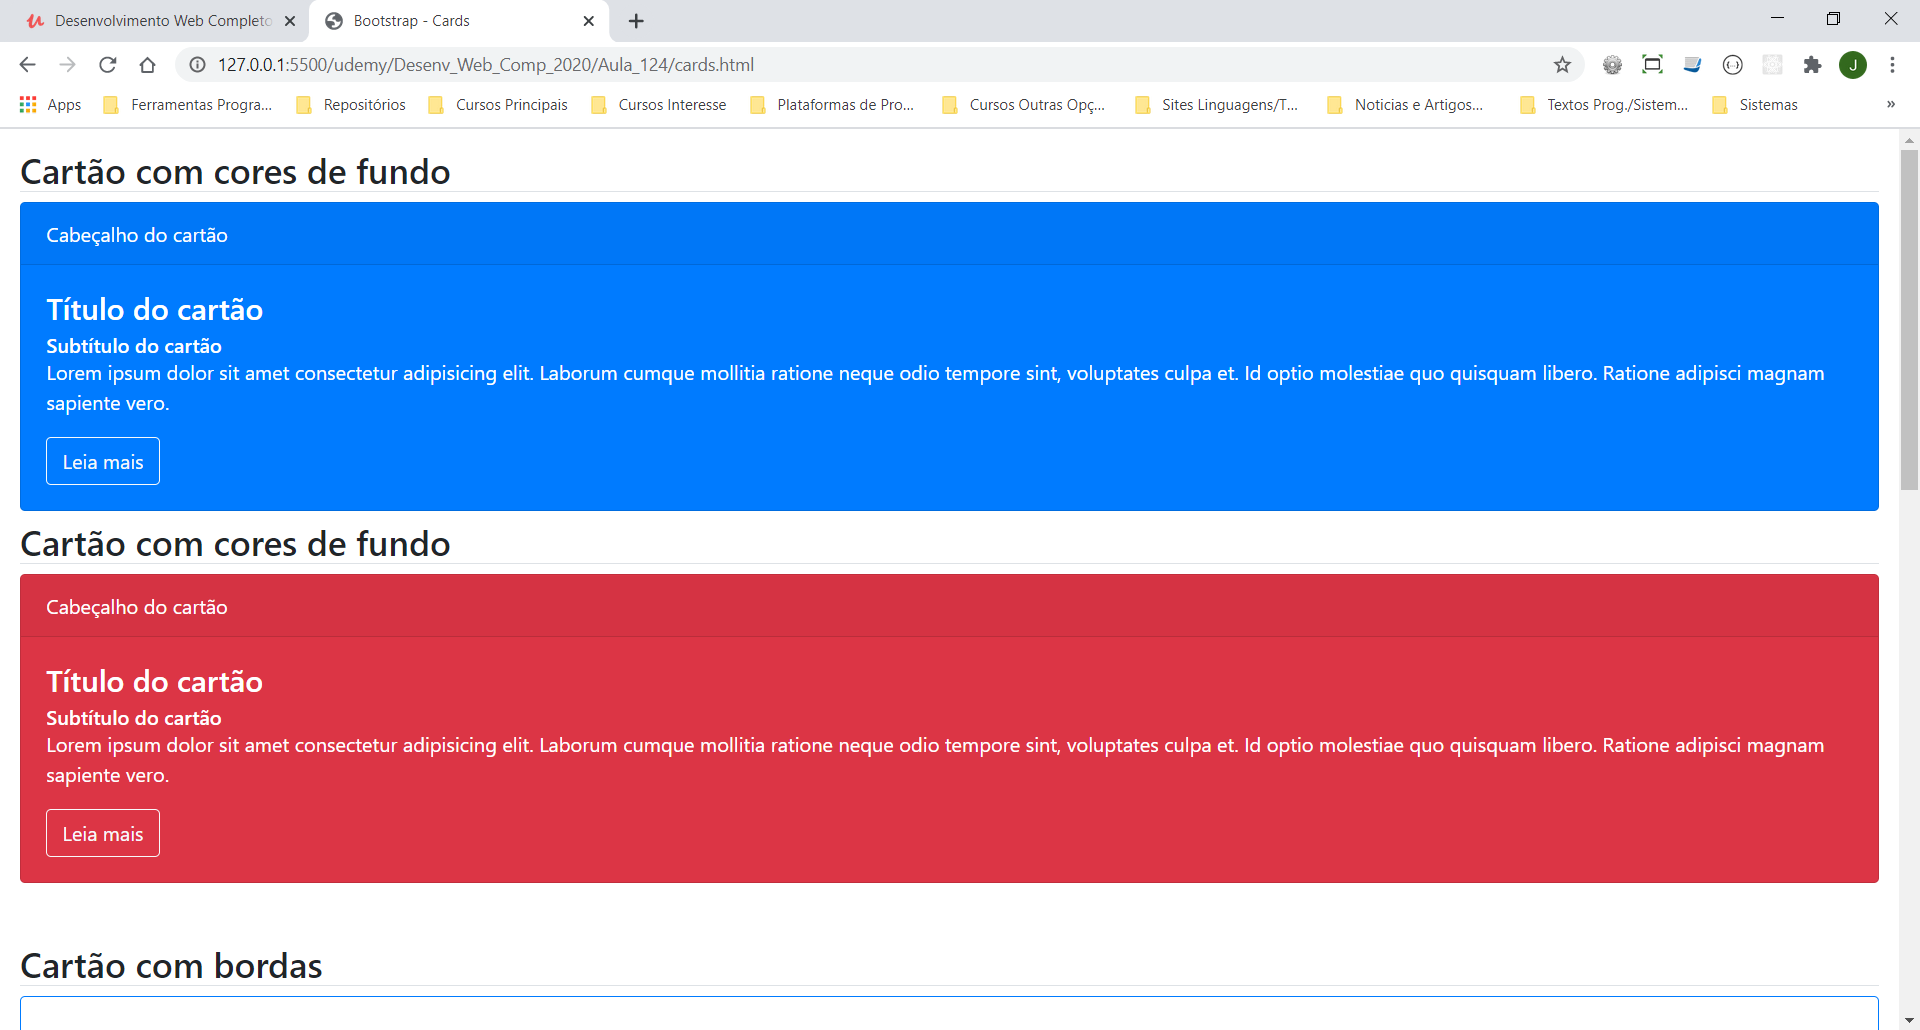 Desenvolvimento Web Completo
Bootstrap - Cards
127.0.0.1:5500/udemy/Desenv_Web_Comp_2020/Aula_124/cards.html
J
Apps
Ferramentas Progra...
Repositórios
Cursos Principais
Cursos Interesse
Plataformas de Pro...
Cursos Outras Opç...
Sites Linguagens/T...
Noticias e Artigos...
Textos Prog./Sistem...
Sistemas
»
Cartão com cores de fundo
Cabeçalho do cartão
Título do cartão
Subtítulo do cartão
Lorem ipsum dolor sit amet consectetur adipisicing elit. Laborum cumque mollitia ratione neque odio tempore sint, voluptates culpa et. Id optio molestiae quo quisquam libero. Ratione adipisci magnam
sapiente vero.
Leia mais
Cartão com cores de fundo
Cabeçalho do cartão
Título do cartão
Subtítulo do cartão
Lorem ipsum dolor sit amet consectetur adipisicing elit. Laborum cumque mollitia ratione neque odio tempore sint, voluptates culpa et. Id optio molestiae quo quisquam libero. Ratione adipisci magnam
sapiente vero.
Leia mais
Cartão com bordas